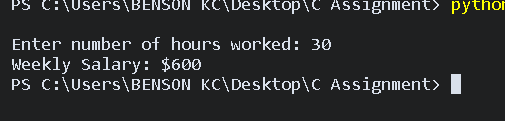 PS C:\Users\BENSON KC\Desktop\C Assignment> python
Enter number of hours worked: 30
Weekly Salary: $600
PS C:\Users\BENSON KC\Desktop\C Assignment>